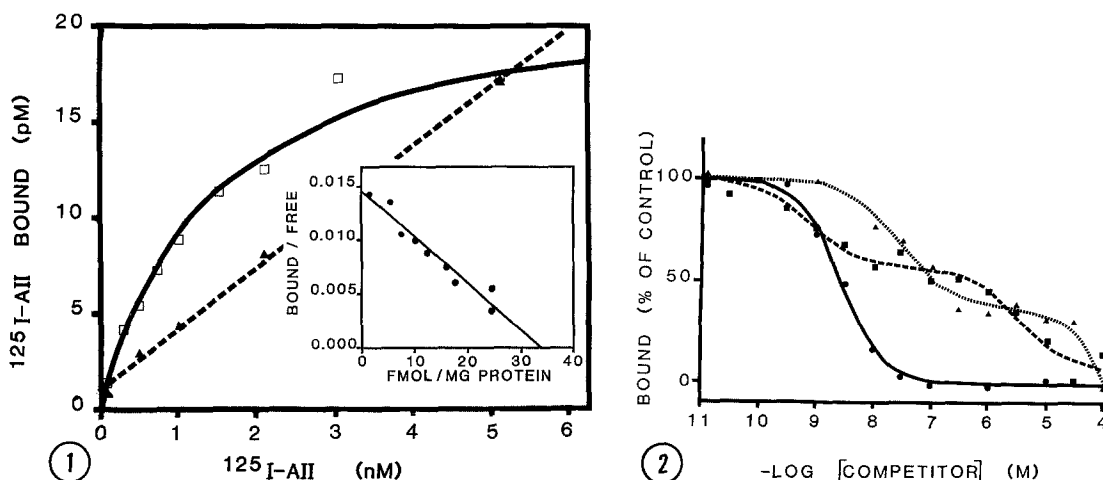 20
15
10
5
0
125I-AII BOUND (pM)
0 1 2 3 4 5 6
125I-AII (nM)
1
0.015
0.010
0.005
0.000
BOUND / FREE
0 10 20 30 40
FMOL/MG PROTEIN
100
50
0
BOUND (% OF CONTROL)
11 10 9 8 7 6 5 4
-LOG [COMPETITOR] (M)
2